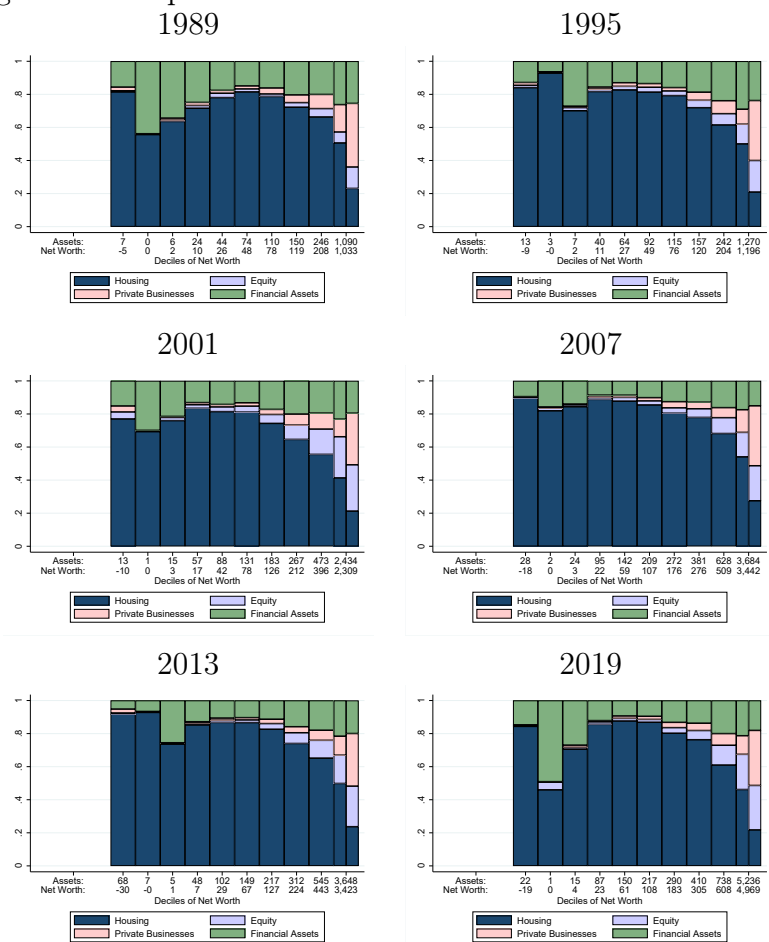 1989
1
.8
.6
.4
.2
0
Assets: 7 0 6 24 44 74 110 150 246 1,090
Net Worth: -5 0 2 10 26 48 78 119 208 1,033
Deciles of Net Worth
Housing Equity
Private Businesses Financial Assets
1995
1
.8
.6
.4
.2
0
Assets: 13 3 7 40 64 92 115 157 242 1,270
Net Worth: -9 0 2 11 27 49 76 120 204 1,196
Deciles of Net Worth
Housing Equity
Private Businesses Financial Assets
2001
1
.8
.6
.4
.2
0
Assets: 13 1 15 57 88 131 183 267 473 2,434
Net Worth: -10 0 3 17 42 78 126 212 396 2,309
Deciles of Net Worth
Housing Equity
Private Businesses Financial Assets
2007
1
.8
.6
.4
.2
0
Assets: 28 2 24 95 142 209 272 381 628 3,684
Net Worth: -18 0 3 22 59 107 176 276 509 3,442
Deciles of Net Worth
Housing Equity
Private Businesses Financial Assets
2013
1
.8
.6
.4
.2
0
Assets: 68 7 5 48 102 149 217 312 545 3,648
Net Worth: -30 -0 1 7 29 67 127 224 443 3,423
Deciles of Net Worth
Housing Equity
Private Businesses Financial Assets
2019
1
.8
.6
.4
.2
0
Assets: 22 1 15 87 150 217 290 410 738 5,236
Net Worth: -19 0 4 23 61 108 183 305 608 4,969
Deciles of Net Worth
Housing Equity
Private Businesses Financial Assets